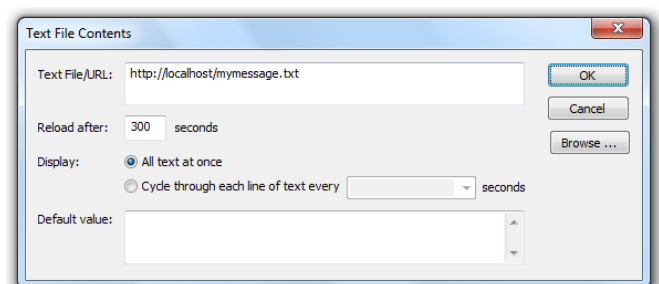 Text File Contents
Text File/URL: http://localhost/mymessage.txt
OK
Cancel
Browse ...
Reload after: 300 seconds
Display: All text at once
Cycle through each line of text every seconds
Default value: